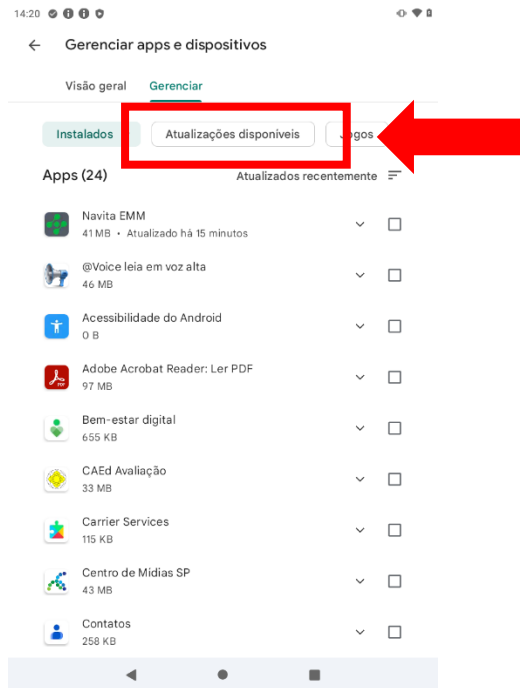 14:20
Gerenciar apps e dispositivos
Visão geral Gerenciar
Instalados Atualizações disponíveis Jogos
Apps (24) Atualizados recentemente
Navita EMM
41 MB • Atualizado há 15 minutos
@Voice leia em voz alta
46 MB
Acessibilidade do Android
0 B
Adobe Acrobat Reader: Ler PDF
97 MB
Bem-estar digital
655 KB
CAEd Avaliação
33 MB
Carrier Services
115 KB
Centro de Mídias SP
43 MB
Contatos
258 KB